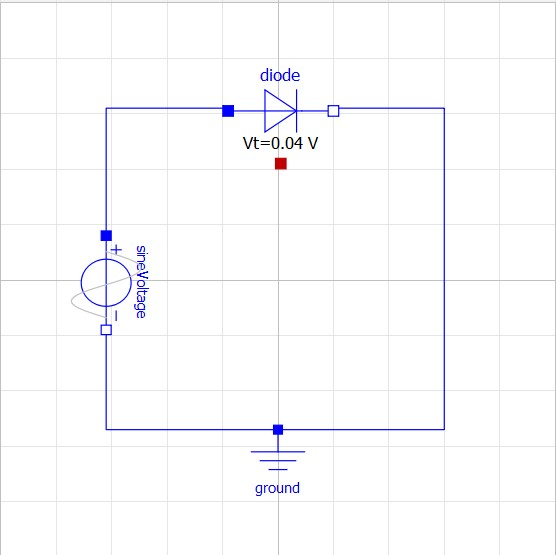 diode
Vt=0.04 V
+
sineVoltage
–
ground